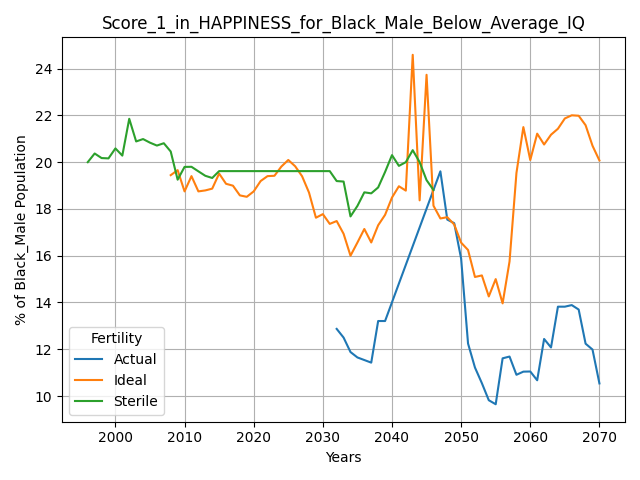 Score_1_in_HAPPINESS_for_Black_Male_Below_Average_IQ
% of Black_Male Population
24
22
20
18
16
14
12
10
Fertility
Actual
Ideal
Sterile
2000 2010 2020 2030 2040 2050 2060 2070
Years